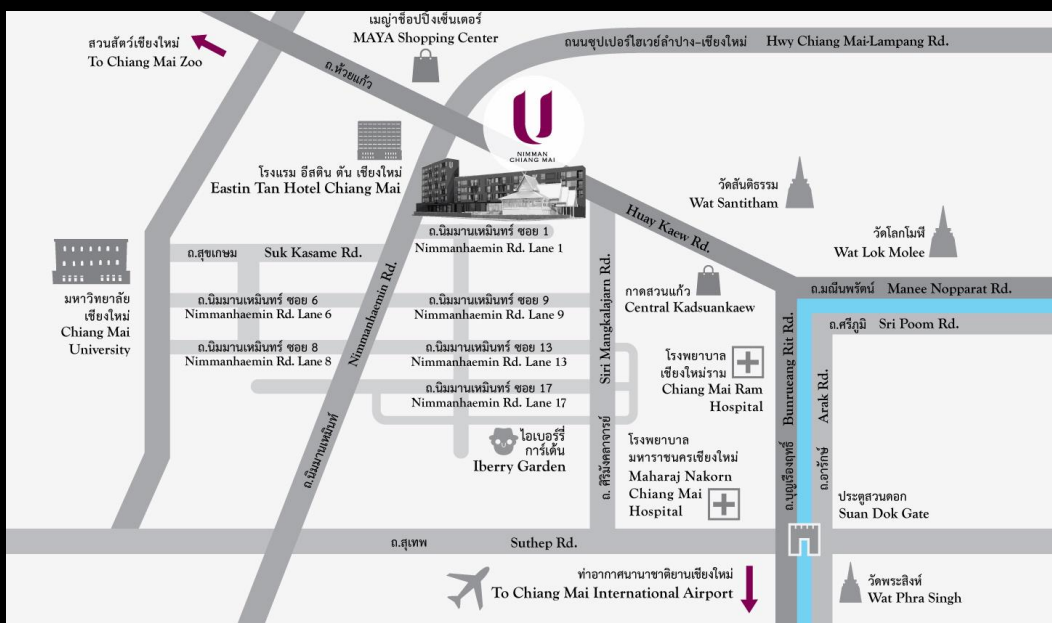 เมญ่าช็อปปิ้งเซ็นเตอร์
MAYA Shopping Center
สวนสัตว์เชียงใหม่
To Chiang Mai Zoo
ถนนซุปเปอร์ไฮเวย์ลำปาง-เชียงใหม่ Hwy Chiang Mai-Lampang Rd.
ถ.ห้วยแก้ว
U
NIMMAN
CHIANG MAI
โรงแรม อีสติน ตัน เชียงใหม่
Eastin Tan Hotel Chiang Mai
วัดสันติธรรม
Wat Santitham
Huay Kaew Rd.
วัดโลกโมฬี
Wat Lok Molee
ถ.นิมมานเหมินทร์ ซอย 1
Nimmanhaemin Rd. Lane 1
ถ.สุขเกษม Suk Kasame Rd.
มหาวิทยาลัย
เชียงใหม่
Chiang Mai
University
ถ.นิมมานเหมินทร์ ซอย 6
Nimmanhaemin Rd. Lane 6
ถ.นิมมานเหมินทร์ ซอย 9
Nimmanhaemin Rd. Lane 9
กาดสวนแก้ว
Central Kadsuankaew
ถ.มณีนพรัตน์ Manee Nopparat Rd.
ถ.ศรีภูมิ Sri Poom Rd.
ถ.นิมมานเหมินทร์ ซอย 8
Nimmanhaemin Rd. Lane 8
ถ.นิมมานเหมินทร์ ซอย 13
Nimmanhaemin Rd. Lane 13
ถ.นิมมานเหมินทร์ ซอย 17
Nimmanhaemin Rd. Lane 17
Nimmanhaemin Rd.
ถ.นิมมานเหมินท์
Siri Mangkalajarn Rd.
ถ. ศิริมังคลาจารย์
โรงพยาบาล
เชียงใหม่ราม
Chiang Mai Ram
Hospital
Bunrueang Rit Rd.
ถ.บุญเรืองฤทธิ์
Arak Rd.
ถ.อารักษ์
ไอเบอร์รี่
การ์เด้น
Iberry Garden
โรงพยาบาล
มหาราชนครเชียงใหม่
Maharaj Nakorn
Chiang Mai
Hospital
ประตูสวนดอก
Suan Dok Gate
ถ.สุเทพ Suthep Rd.
ท่าอากาศนานาชาติยานเชียงใหม่
To Chiang Mai International Airport
วัดพระสิงห์
Wat Phra Singh